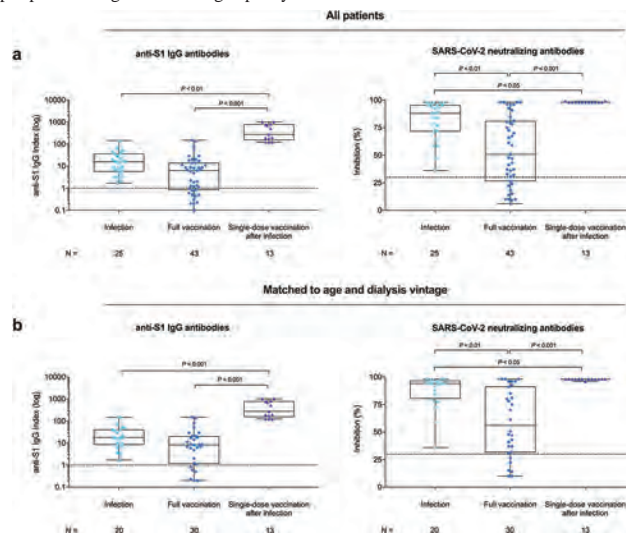 All patients
a
anti-S1 IgG antibodies
SARS-CoV-2 neutralizing antibodies
P < 0.01
P < 0.001
P < 0.01
P < 0.001
P < 0.05
anti-S1 IgG Index (log)
10000
1000
100
10
1
0.1
Inhibition (%)
100
75
50
25
0
Infection
Full vaccination
Single-dose vaccination
after infection
Infection
Full vaccination
Single-dose vaccination
after infection
N =
25
43
13
25
43
13
Matched to age and dialysis vintage
b
anti-S1 IgG antibodies
SARS-CoV-2 neutralizing antibodies
P < 0.001
P < 0.001
P < 0.01
P < 0.001
P < 0.05
anti-S1 IgG index (log)
10000
1000
100
10
1
0.1
Inhibition (%)
100
75
50
25
0
Infection
Full vaccination
Single-dose vaccination
after infection
Infection
Full vaccination
Single-dose vaccination
after infection
N =
20
30
13
20
30
13